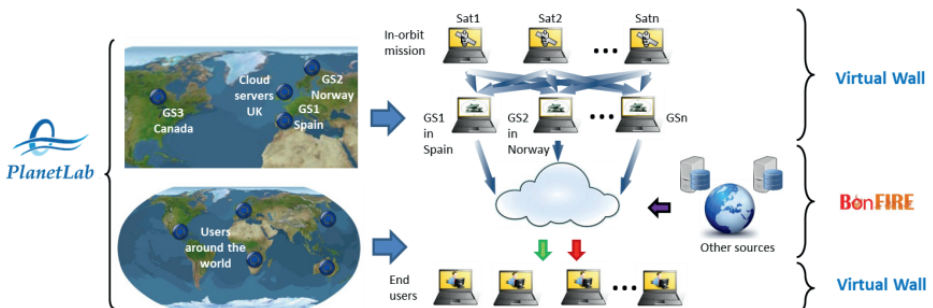 PlanetLab
GS3
Canada
Cloud
servers
UK
GS2
Norway
GS1
Spain
Users
around the
world
In-orbit
mission
Sat1
Sat2
Satn
GS1
in
Spain
GS2
in
Norway
GSn
Other sources
End
users
Virtual Wall
BonFIRE
Virtual Wall